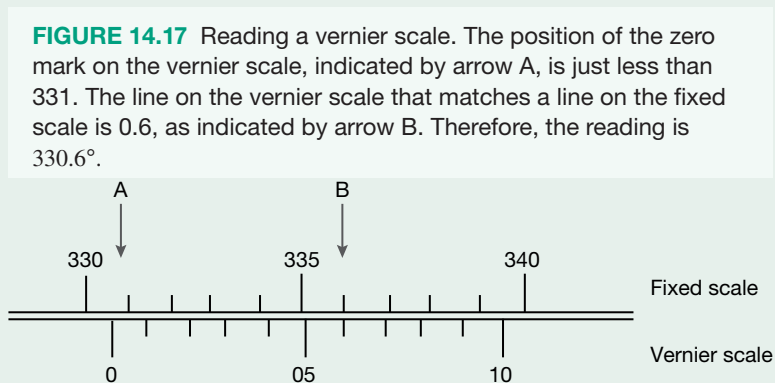 FIGURE 14.17 Reading a vernier scale. The position of the zero
mark on the vernier scale, indicated by arrow A, is just less than
331. The line on the vernier scale that matches a line on the fixed
scale is 0.6, as indicated by arrow B. Therefore, the reading is
330.6°.
A B
330 335 340
Fixed scale
Vernier scale
0 05 10